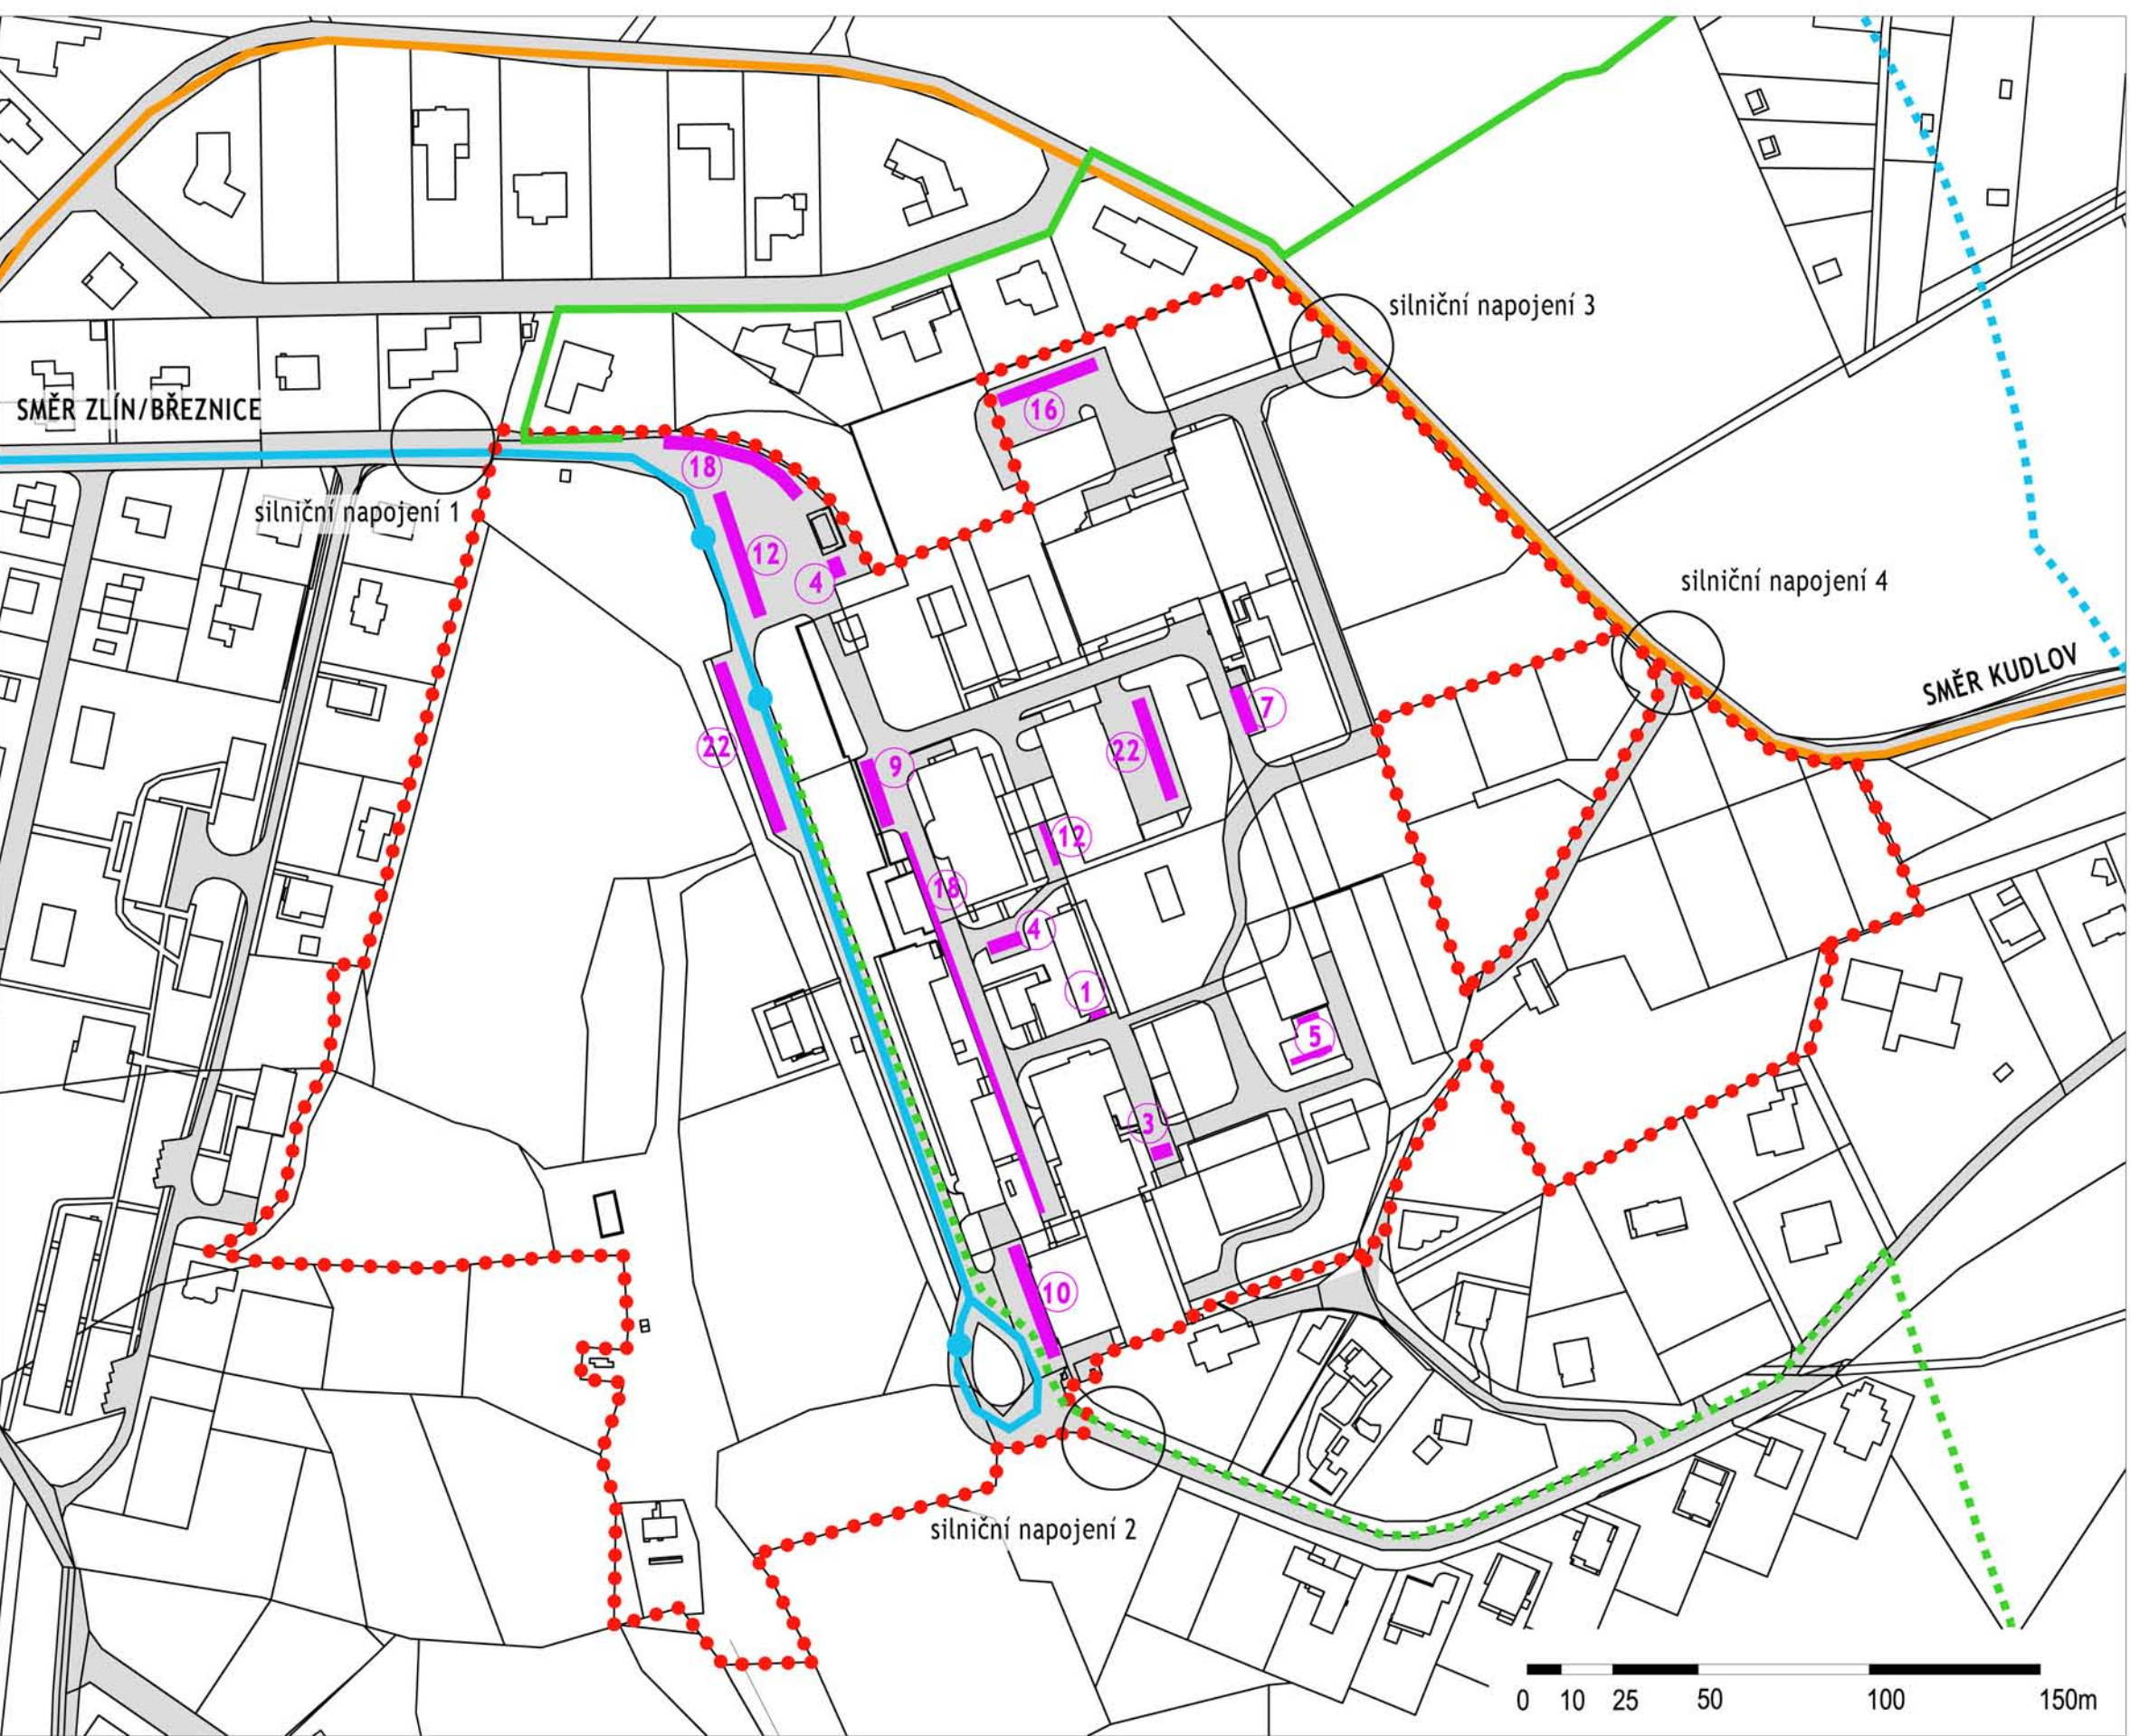 silniční napojení 3
SMĚR ZLÍN/BŘEZNICE
16
18
silniční napojení 1
12
4
silniční napojení 4
SMĚR KUDLOV
7
22
22
9
12
18
4
1
5
3
10
silniční napojení 2
0 10 25 50 100 150m